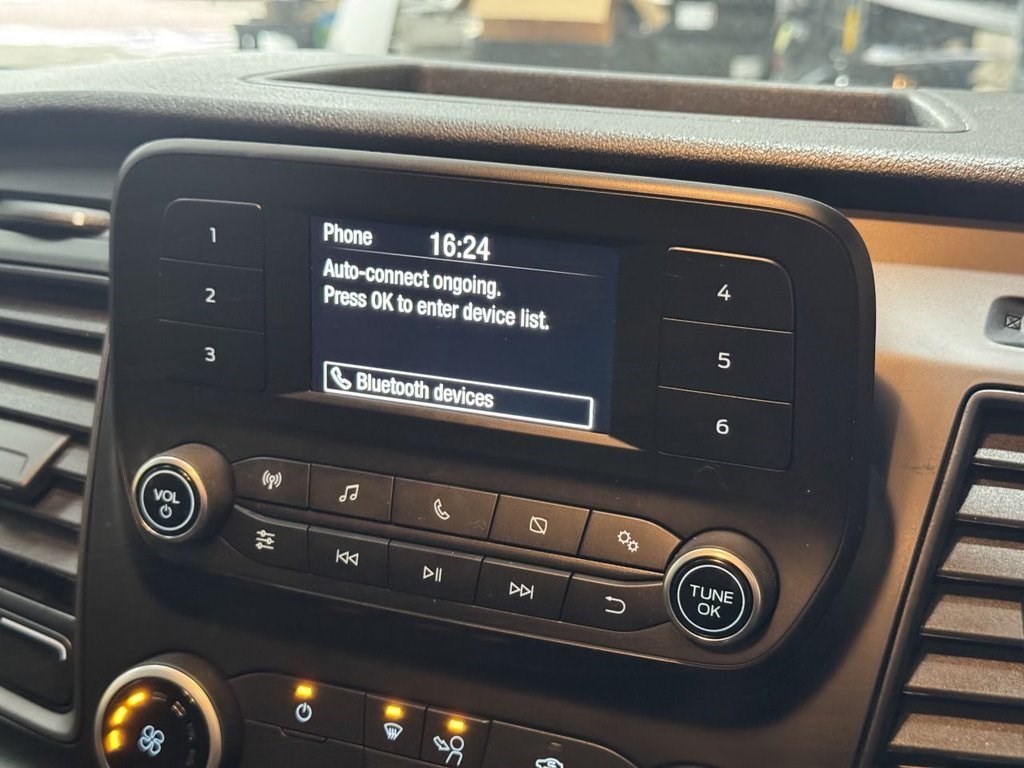 Phone 16:24
Auto-connect ongoing.
Press OK to enter device list.
Bluetooth devices
1
2
3
4
5
6
VOL
TUNE
OK